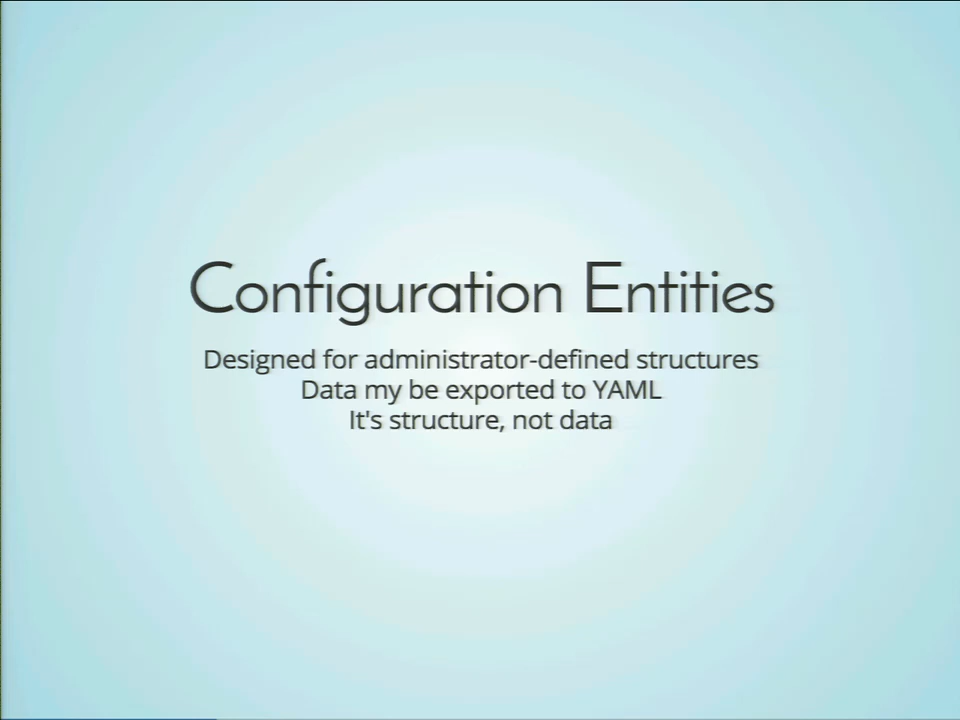 Configuration Entities
Designed for administrator-defined structures
Data my be exported to YAML
It's structure, not data